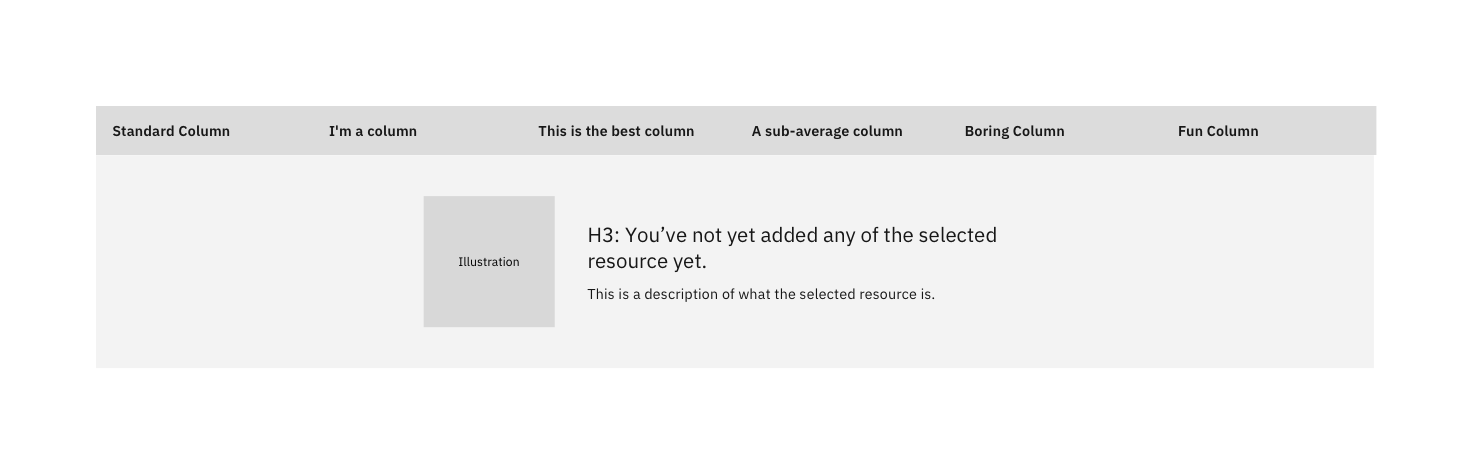 Standard Column I'm a column This is the best column A sub-average column Boring Column Fun Column
Illustration
H3: You’ve not yet added any of the selected
resource yet.
This is a description of what the selected resource is.